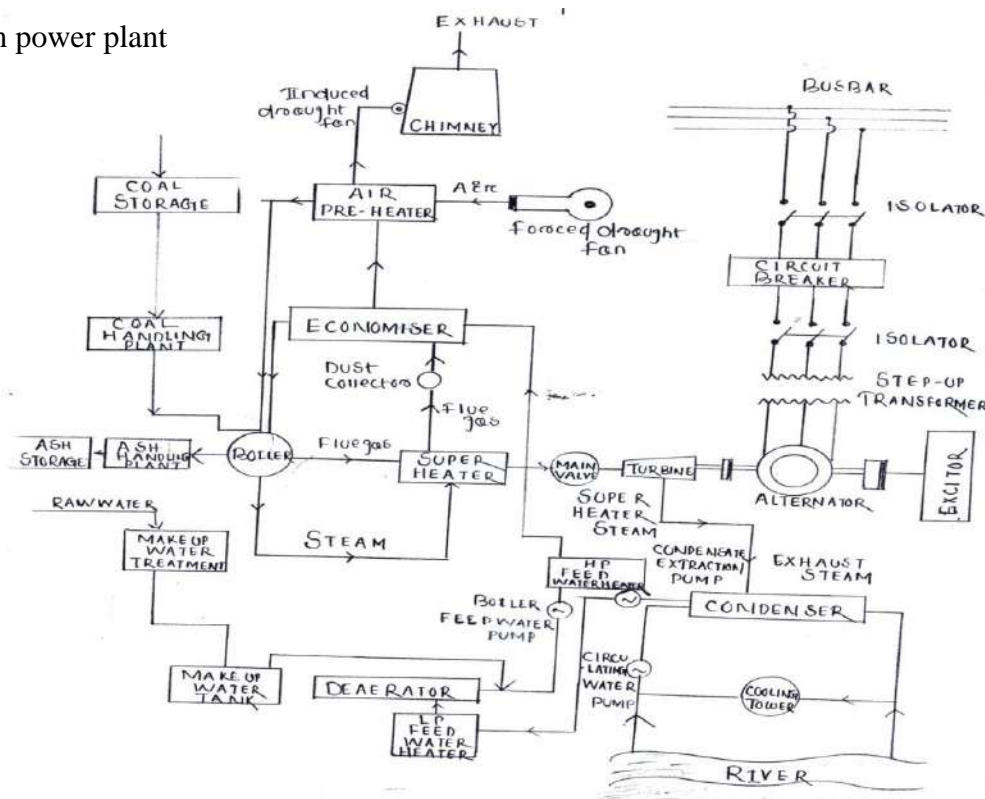 n power plant
EXHAUST
Induced
drought
fan
CHIMNEY
BUSBAR
COAL
STORAGE
AIR
PRE-HEATER
Air
Foroced drought
fan
ISOLATOR
CIRCUIT
BREAKER
COAL
HANDLING
PLANT
ECONOMISER
ISOLATOR
DUST
Collector
STEP-UP
TRANSFORMER
Flue
gas
ASH
STORAGE
ASH HANDLING
PLANT
BOILER
Flue gas
SUPER
HEATER
MAIN
VALVE
TURBINE
ALTERNATOR
EXCITOR
SUPER
HEATER
STEAM
RAW WATER
MAKEUP
WATER
TREATMENT
STEAM
HP
FEED
WATER HEATER
CONDENSATE
EXTRACTION
PUMP
EXHAUST
STEAM
BOILER
FEED WATER
PUMP
CONDENSER
CIRCU
-LATING
WATER
PUMP
MAKE UP
WATER
TANK
DEAERATOR
COOLING
TOWER
LP
FEED
WATER
HEATER
RIVER